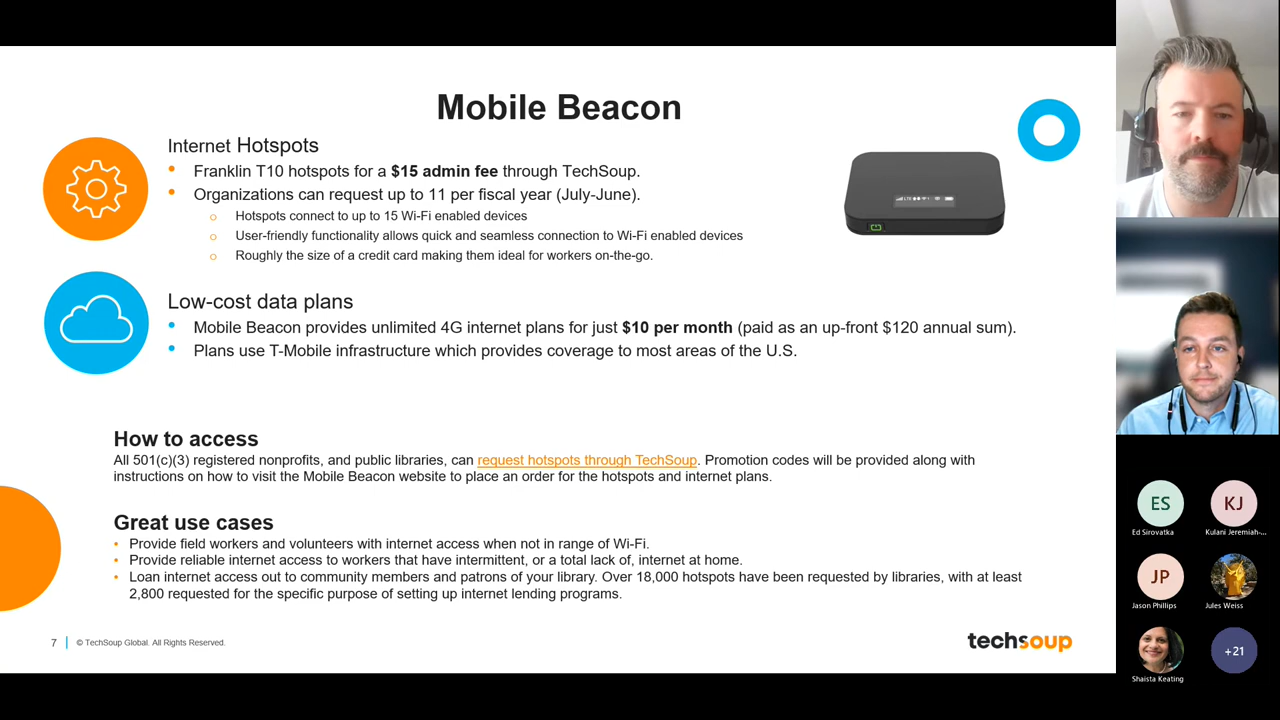 Mobile Beacon
Internet Hotspots
• Franklin T10 hotspots for a $15 admin fee through TechSoup.
• Organizations can request up to 11 per fiscal year (July-June).
o Hotspots connect to up to 15 Wi-Fi enabled devices
o User-friendly functionality allows quick and seamless connection to Wi-Fi enabled devices
o Roughly the size of a credit card making them ideal for workers on-the-go.
Low-cost data plans
• Mobile Beacon provides unlimited 4G internet plans for just $10 per month (paid as an up-front $120 annual sum).
• Plans use T-Mobile infrastructure which provides coverage to most areas of the U.S.
How to access
All 501(c)(3) registered nonprofits, and public libraries, can request hotspots through TechSoup. Promotion codes will be provided along with
instructions on how to visit the Mobile Beacon website to place an order for the hotspots and internet plans.
Great use cases
• Provide field workers and volunteers with internet access when not in range of Wi-Fi.
• Provide reliable internet access to workers that have intermittent, or a total lack of, internet at home.
• Loan internet access out to community members and patrons of your library. Over 18,000 hotspots have been requested by libraries, with at least
2,800 requested for the specific purpose of setting up internet lending programs.
7 | © TechSoup Global. All Rights Reserved.
techsoup
ES
Ed Sirovatka
KJ
Kulani Jeremiah-...
JP
Jason Phillips
Jules Weiss
Shaista Keating
+21